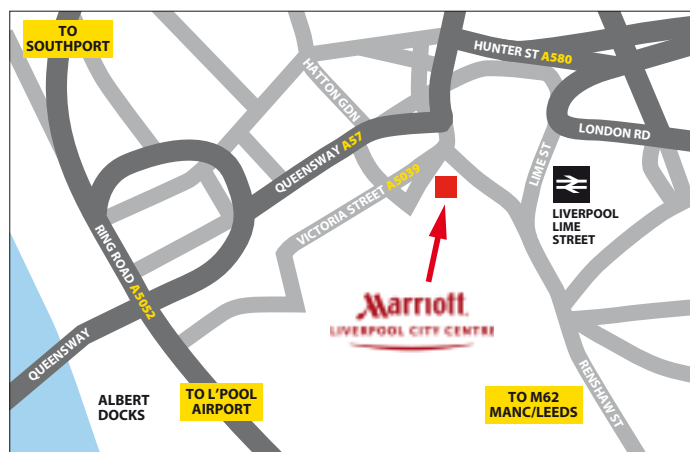 TO
SOUTHPORT
HUNTER ST A580
HATTON GDN
LONDON RD
QUEENSWAY A57
LIME ST
VICTORIA STREET A5039
LIVERPOOL
LIME
STREET
RING ROAD A5052
Marriott
LIVERPOOL CITY CENTRE
QUEENSWAY
RENSHAW ST
ALBERT
DOCKS
TO L'POOL
AIRPORT
TO M62
MANC/LEEDS